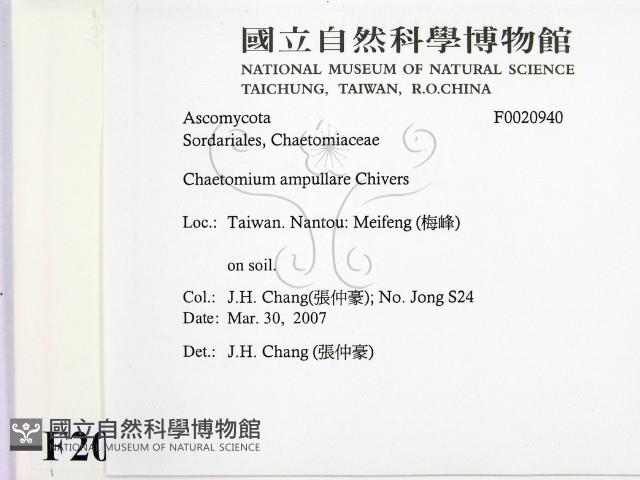 國立自然科學博物館
NATIONAL MUSEUM OF NATURAL SCIENCE
TAICHUNG, TAIWAN, R.O.CHINA
Ascomycota F0020940
Sordariales, Chaetomiaceae
Chaetomium ampullare Chivers
Loc.: Taiwan. Nantou: Meifeng (梅峰)
on soil.
Col.: J.H. Chang(張仲豪); No. Jong S24
Date: Mar. 30, 2007
Det.: J.H. Chang (張仲豪)
國立自然科學博物館
NATIONAL MUSEUM OF NATURAL SCIENCE
F20